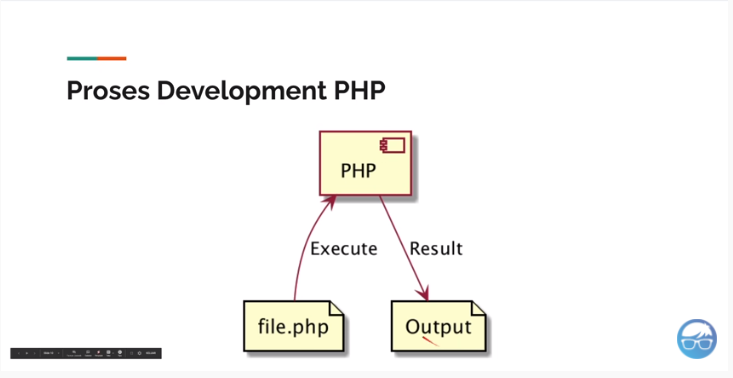 Proses Development PHP
PHP
Execute
Result
file.php
Output